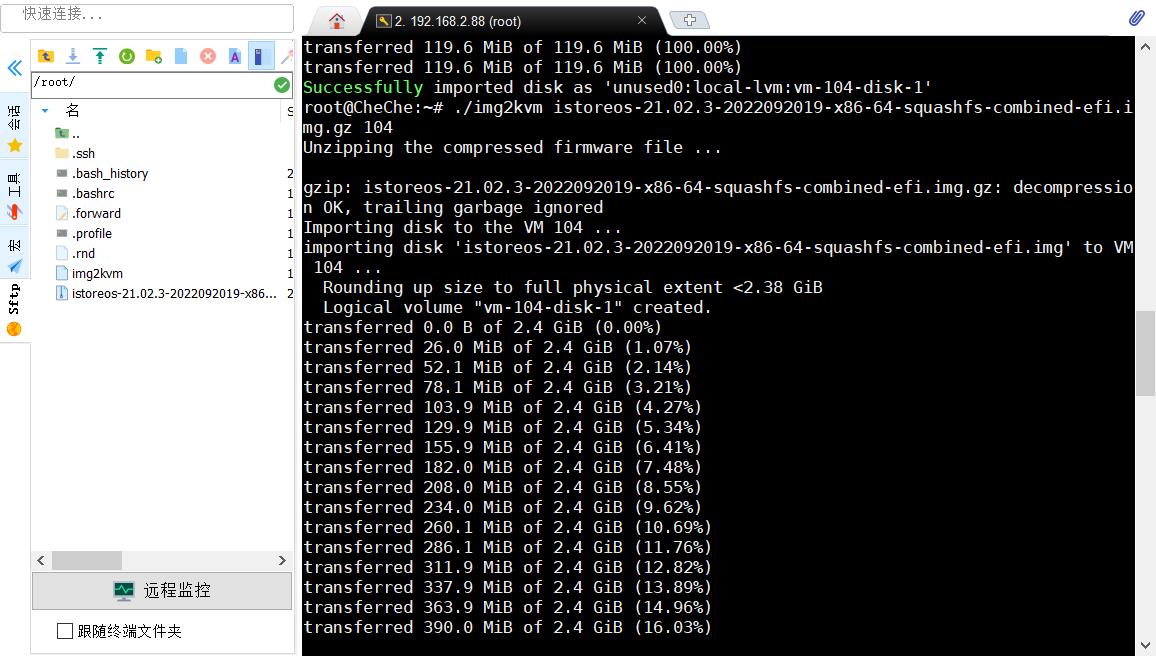 快速连接...
2. 192.168.2.88 (root)
/root/
名
S
..
.ssh
.bash_history
2
.bashrc
1
.forward
1
.profile
1
.rnd
1
img2kvm
1
istoreos-21.02.3-2022092019-x86...
2
会话
工具
宏
Sftp
远程监控
跟随终端文件夹
transferred 119.6 MiB of 119.6 MiB (100.00%)
transferred 119.6 MiB of 119.6 MiB (100.00%)
Successfully imported disk as 'unused0:local-lvm:vm-104-disk-1'
root@CheChe:~# ./img2kvm istoreos-21.02.3-2022092019-x86-64-squashfs-combined-efi.i
mg.gz 104
Unzipping the compressed firmware file ...
gzip: istoreos-21.02.3-2022092019-x86-64-squashfs-combined-efi.img.gz: decompressio
n OK, trailing garbage ignored
Importing disk to the VM 104 ...
importing disk 'istoreos-21.02.3-2022092019-x86-64-squashfs-combined-efi.img' to VM
104 ...
Rounding up size to full physical extent <2.38 GiB
Logical volume "vm-104-disk-1" created.
transferred 0.0 B of 2.4 GiB (0.00%)
transferred 26.0 MiB of 2.4 GiB (1.07%)
transferred 52.1 MiB of 2.4 GiB (2.14%)
transferred 78.1 MiB of 2.4 GiB (3.21%)
transferred 103.9 MiB of 2.4 GiB (4.27%)
transferred 129.9 MiB of 2.4 GiB (5.34%)
transferred 155.9 MiB of 2.4 GiB (6.41%)
transferred 182.0 MiB of 2.4 GiB (7.48%)
transferred 208.0 MiB of 2.4 GiB (8.55%)
transferred 234.0 MiB of 2.4 GiB (9.62%)
transferred 260.1 MiB of 2.4 GiB (10.69%)
transferred 286.1 MiB of 2.4 GiB (11.76%)
transferred 311.9 MiB of 2.4 GiB (12.82%)
transferred 337.9 MiB of 2.4 GiB (13.89%)
transferred 363.9 MiB of 2.4 GiB (14.96%)
transferred 390.0 MiB of 2.4 GiB (16.03%)